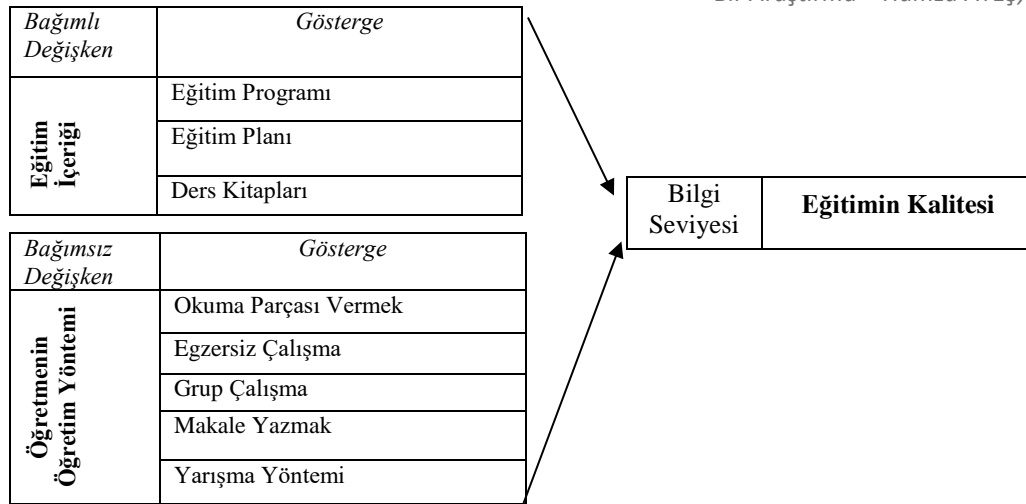 Bağımlı
Değişken
Gösterge
Eğitim
İçeriği
Eğitim Programı
Eğitim Planı
Ders Kitapları
Bilgi
Seviyesi
Eğitimin Kalitesi
Bağımsız
Değişken
Gösterge
Öğretmenin
Öğretim Yöntemi
Okuma Parçası Vermek
Egzersiz Çalışma
Grup Çalışma
Makale Yazmak
Yarışma Yöntemi